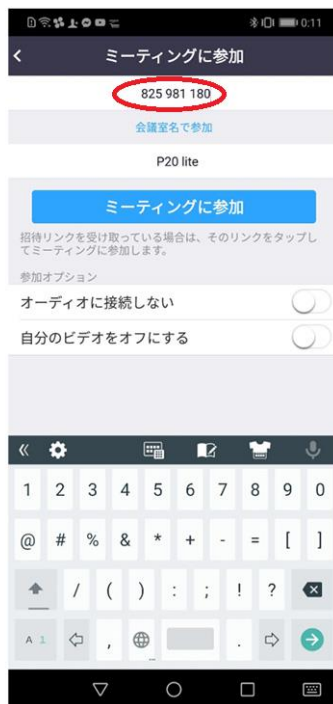 0:11
ミーティングに参加
825 981 180
会議室名で参加
P20 lite
ミーティングに参加
招待リンクを受け取っている場合は、そのリンクをタップし
てミーティングに参加します。
参加オプション
オーディオに接続しない
自分のビデオをオフにする
1 2 3 4 5 6 7 8 9 0
@ # % & * + - = [ ]
/ ( ) : ; ! ?
A 1 , .